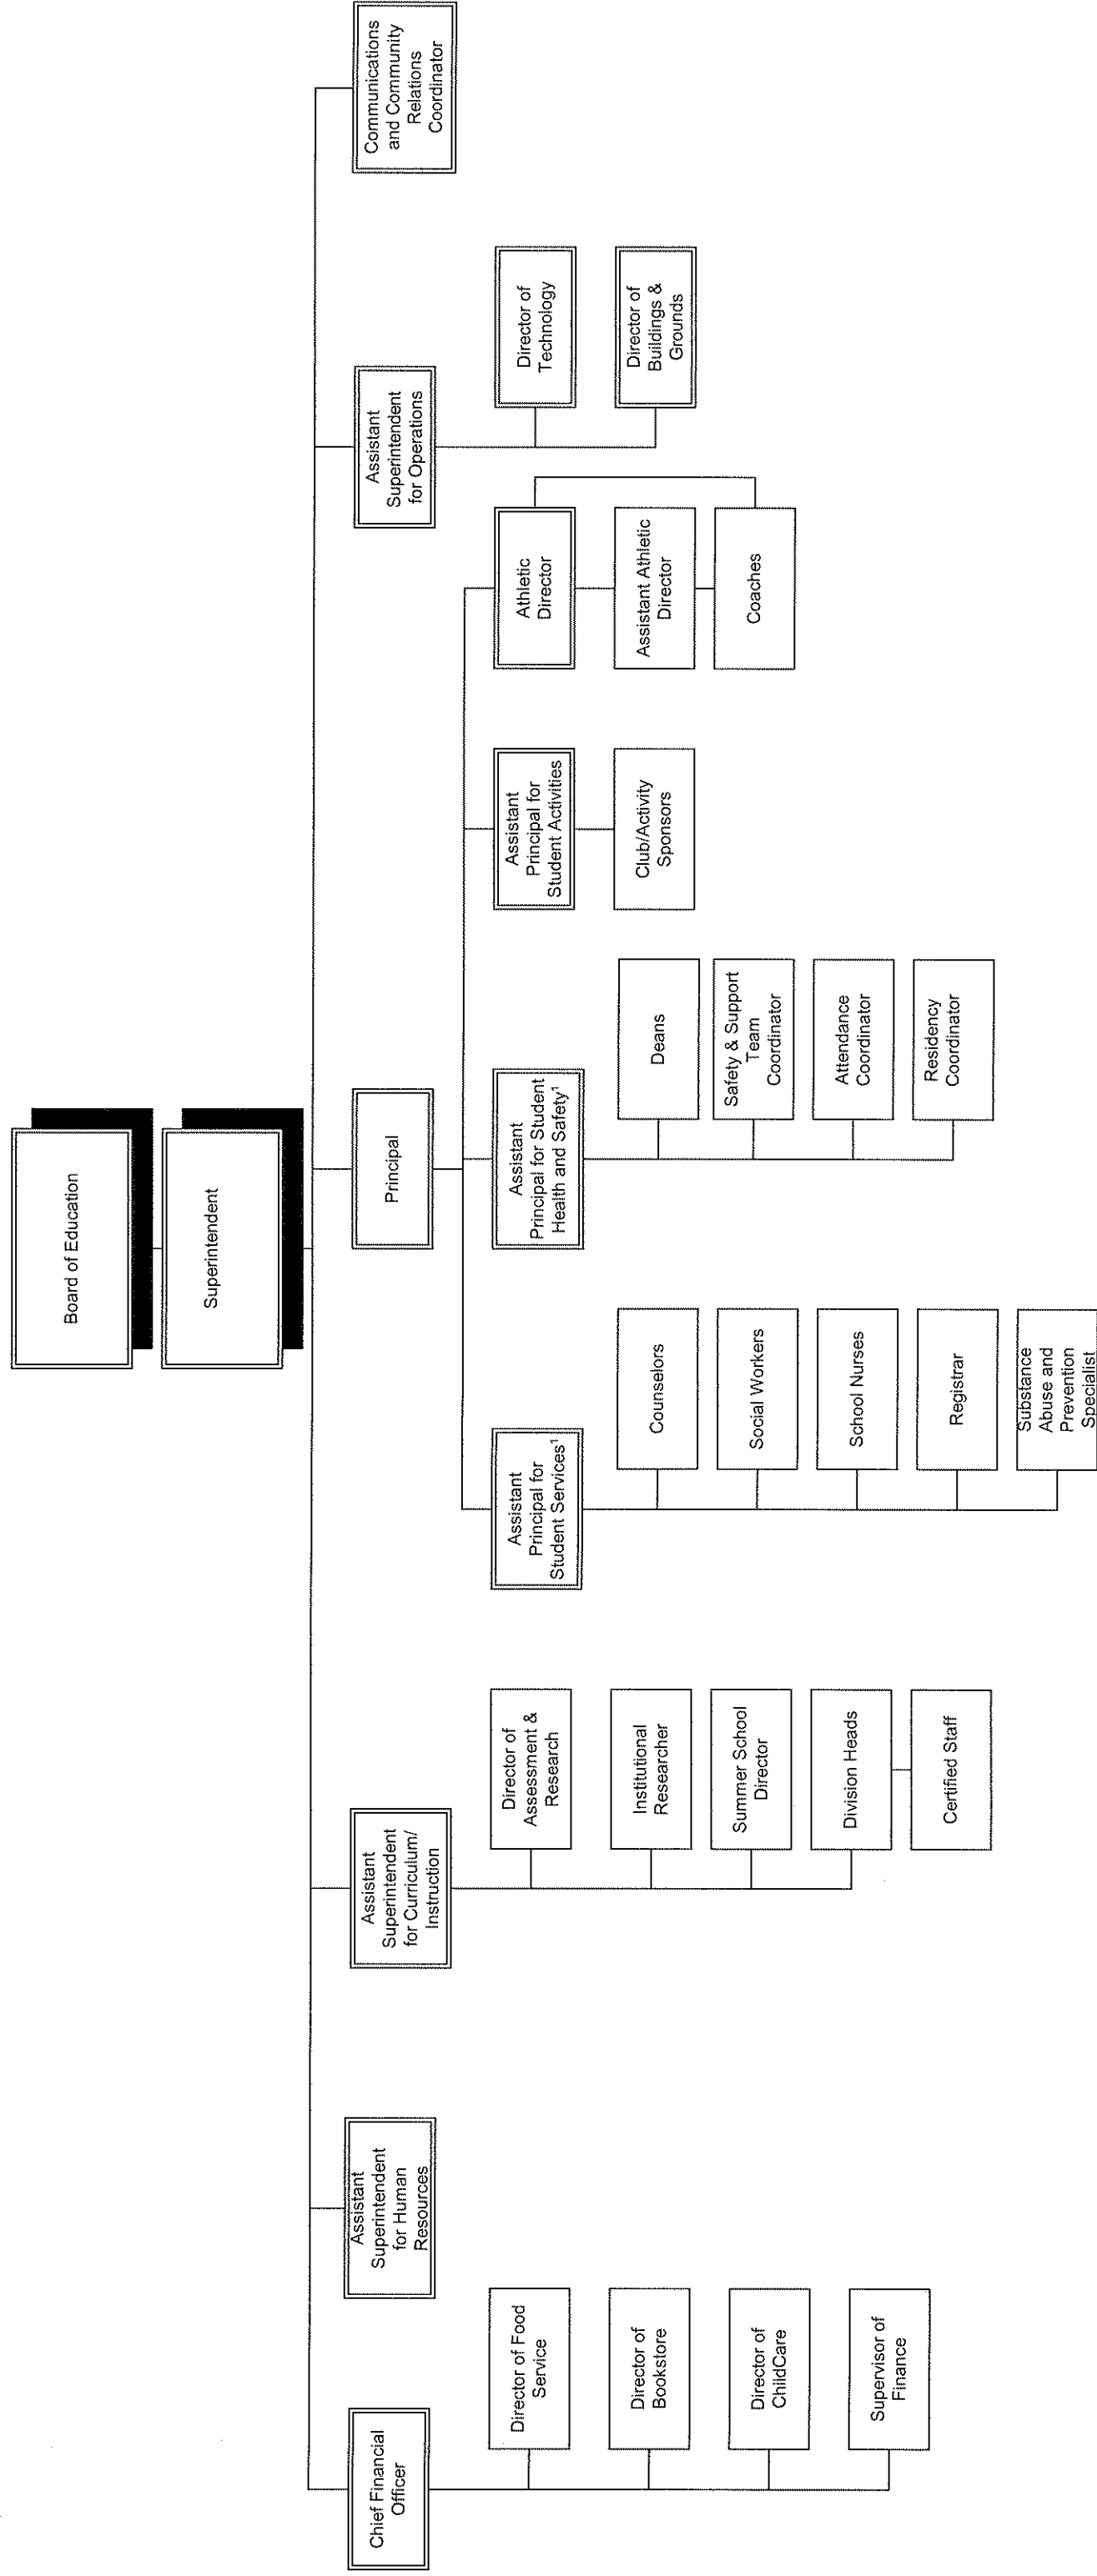 Board of Education
Superintendent
Chief Financial
Officer
Assistant
Superintendent
for Human
Resources
Assistant
Superintendent
for Curriculum/
Instruction
Principal
Assistant
Superintendent
for Operations
Communications
and Community
Relations
Coordinator
Director of Food
Service
Director of
Bookstore
Director of
ChildCare
Supervisor of
Finance
Director of
Assessment &
Research
Institutional
Researcher
Summer School
Director
Division Heads
Certified Staff
Assistant
Principal for
Student Services¹
Counselors
Social Workers
School Nurses
Registrar
Substance
Abuse and
Prevention
Specialist
Assistant
Principal for Student
Health and Safety¹
Deans
Safety & Support
Team
Coordinator
Attendance
Coordinator
Residency
Coordinator
Assistant
Principal for
Student Activities
Club/Activity
Sponsors
Athletic
Director
Assistant Athletic
Director
Coaches
Director of
Technology
Director of
Buildings &
Grounds